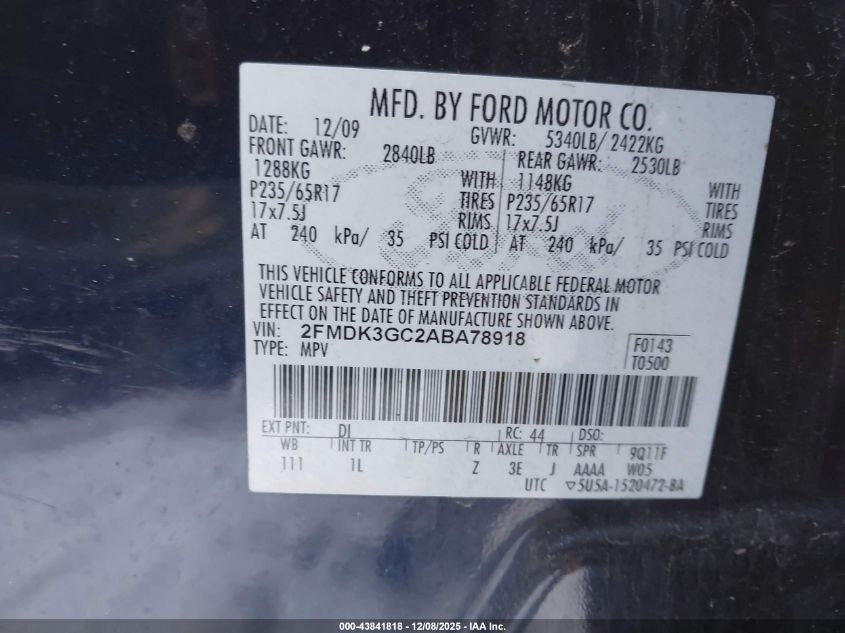 MFD. BY FORD MOTOR CO.
DATE: 12/09 GVWR: 5340LB/ 2422KG
FRONT GAWR: 2840LB REAR GAWR: 2530LB
1288KG WITH 1148KG WITH
P235/65R17 TIRES P235/65R17 TIRES
17x7.5J RIMS 17x7.5J RIMS
AT 240 kPa/ 35 PSI COLD AT 240 kPa/ 35 PSI COLD
THIS VEHICLE CONFORMS TO ALL APPLICABLE FEDERAL MOTOR
VEHICLE SAFETY AND THEFT PREVENTION STANDARDS IN
EFFECT ON THE DATE OF MANUFACTURE SHOWN ABOVE.
VIN: 2FMDK3GC2ABA78918 F0143
TYPE: MPV T0500
EXT PNT: DI RC: 44 DSO:
WB INT TR TP/PS R AXLE TR SPR 9Q11F
111 1L Z 3E J AAAA W05
UTC ▽5U5A-1520472-BA
000-43841818 - 12/08/2025 - IAA Inc.